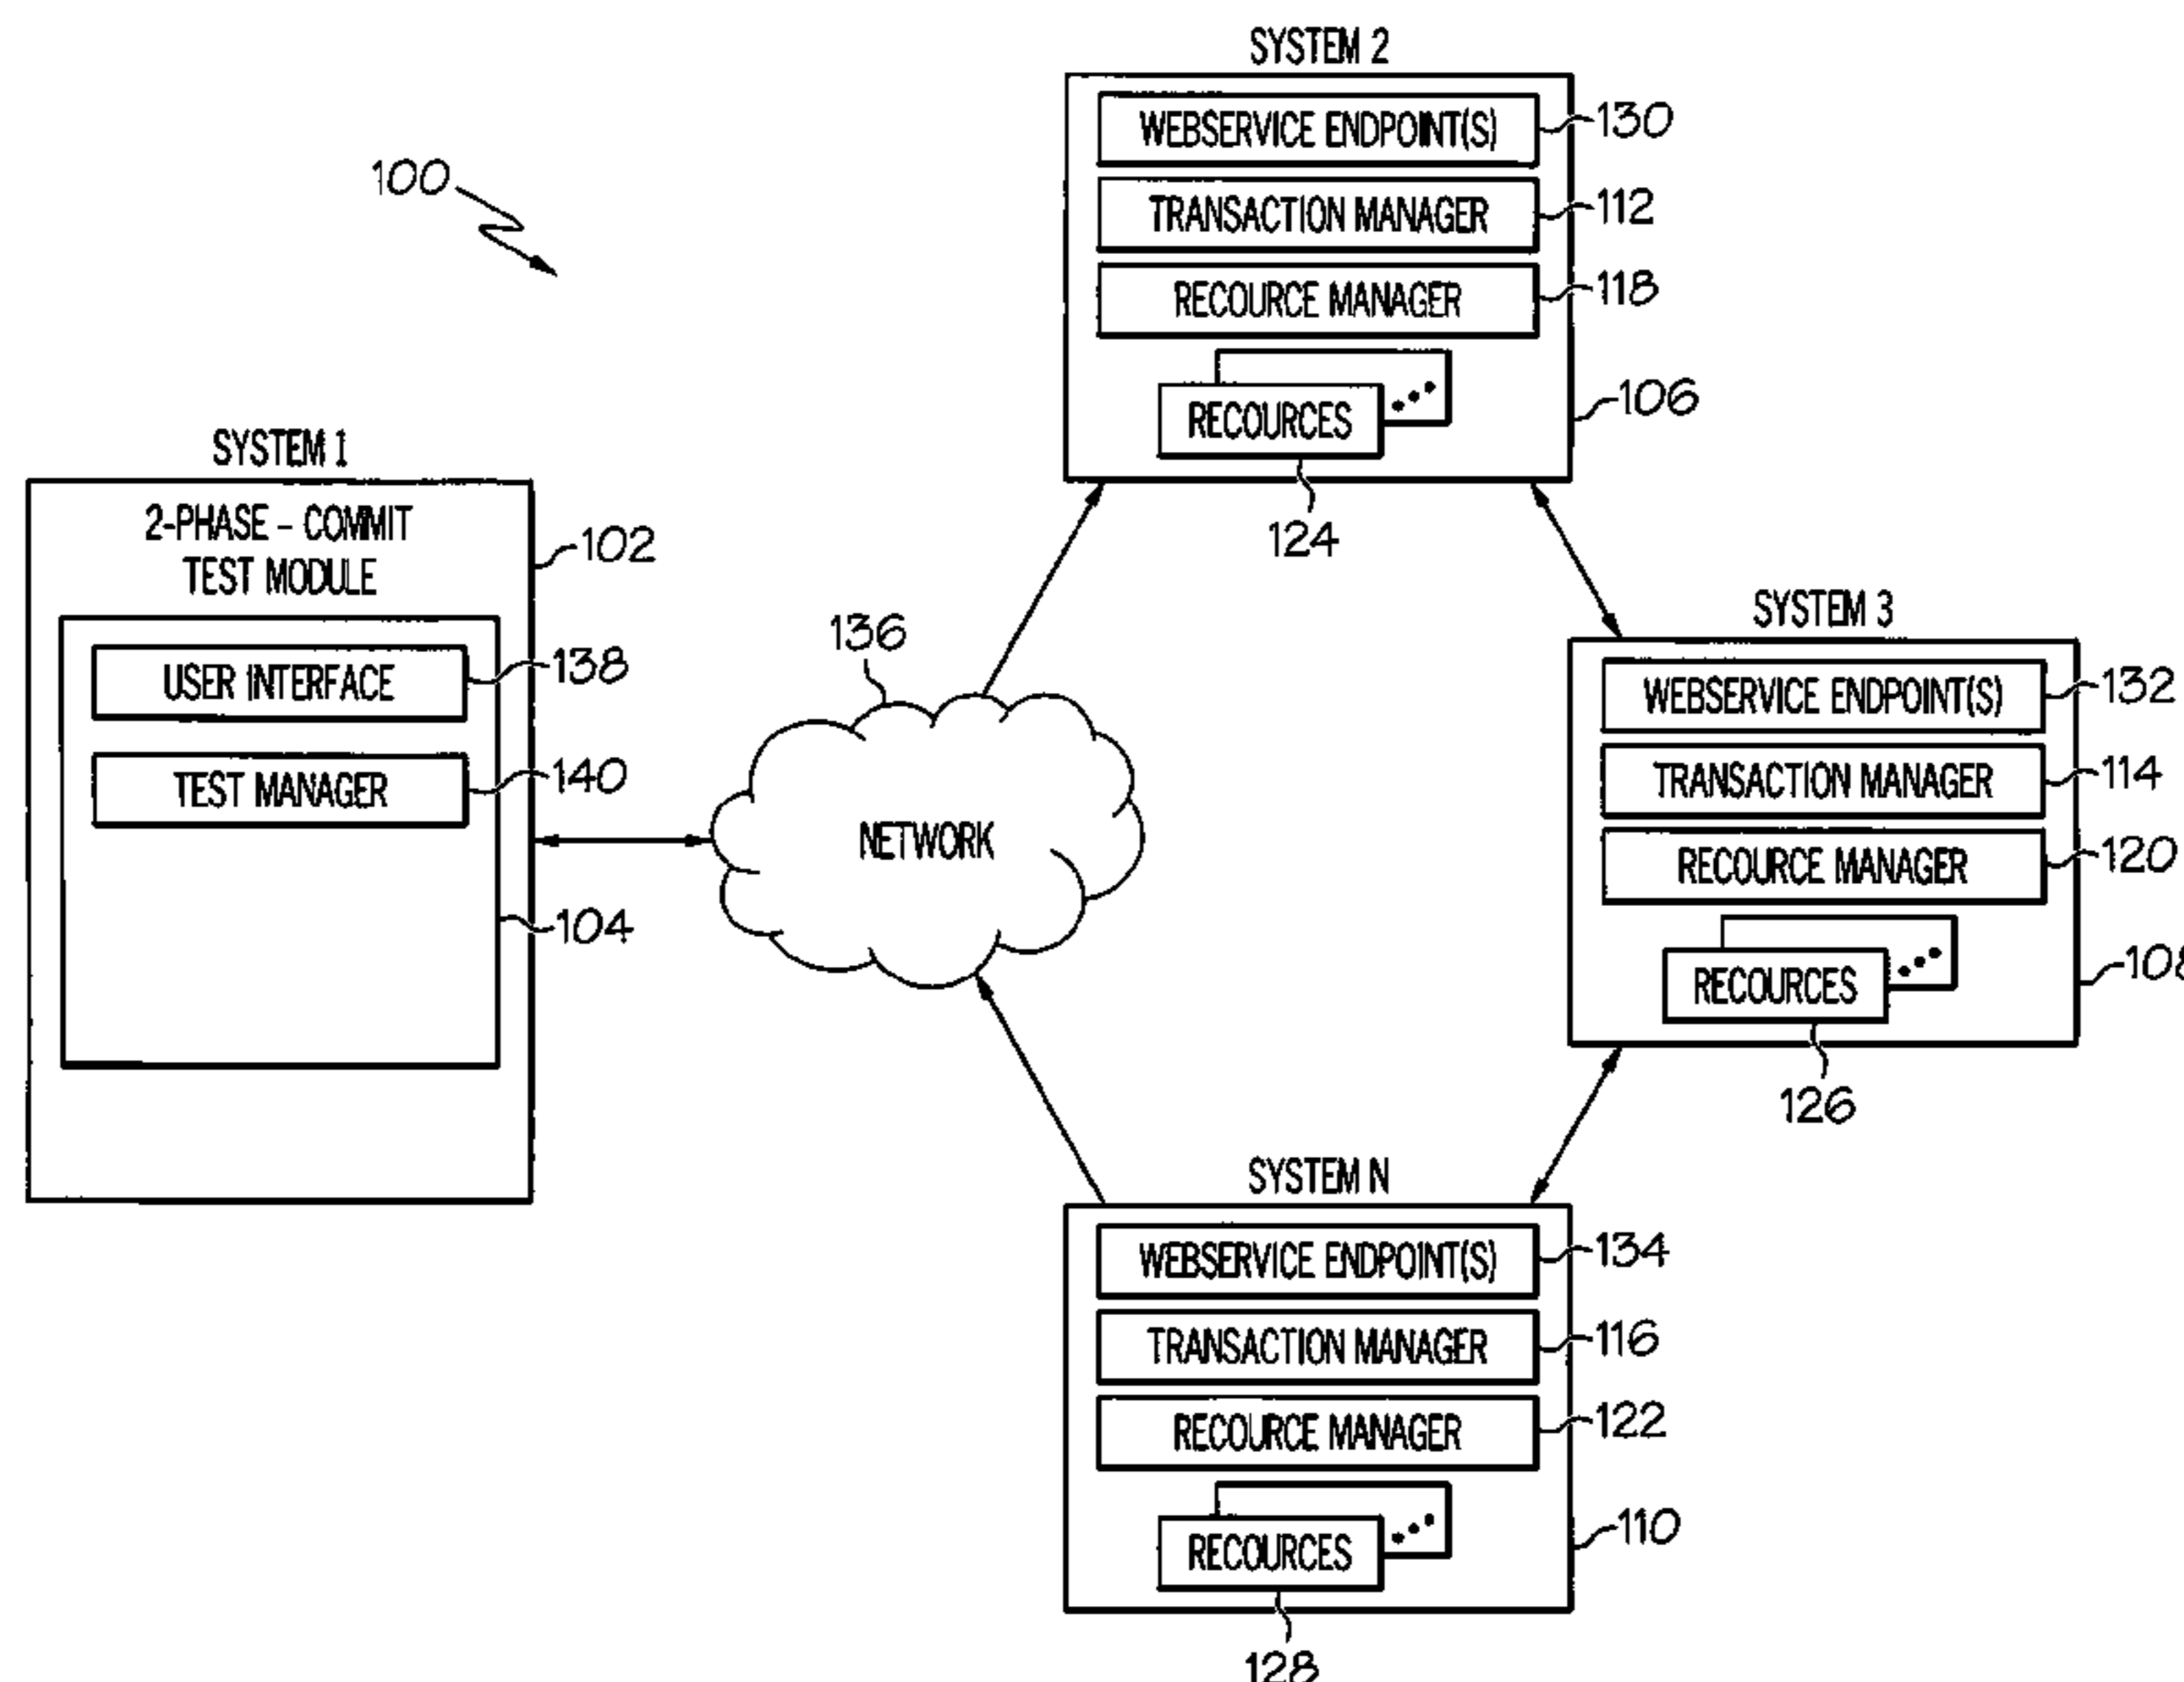 SYSTEM 2
WEBSERVICE ENDPOINT(S)
130
TRANSACTION MANAGER
112
RECOURCE MANAGER
118
RECOURCES
106
124
100
SYSTEM 1
2-PHASE - COMMIT
TEST MODULE
102
USER INTERFACE
138
TEST MANAGER
140
104
136
NETWORK
SYSTEM 3
WEBSERVICE ENDPOINT(S)
132
TRANSACTION MANAGER
114
RECOURCE MANAGER
120
RECOURCES
108
126
SYSTEM N
WEBSERVICE ENDPOINT(S)
134
TRANSACTION MANAGER
116
RECOURCE MANAGER
122
RECOURCES
110
128